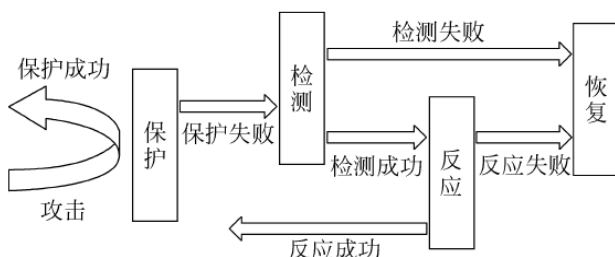 保护成功
攻击
保护
保护失败
检测
检测失败
检测成功
反应
反应失败
反应成功
恢复